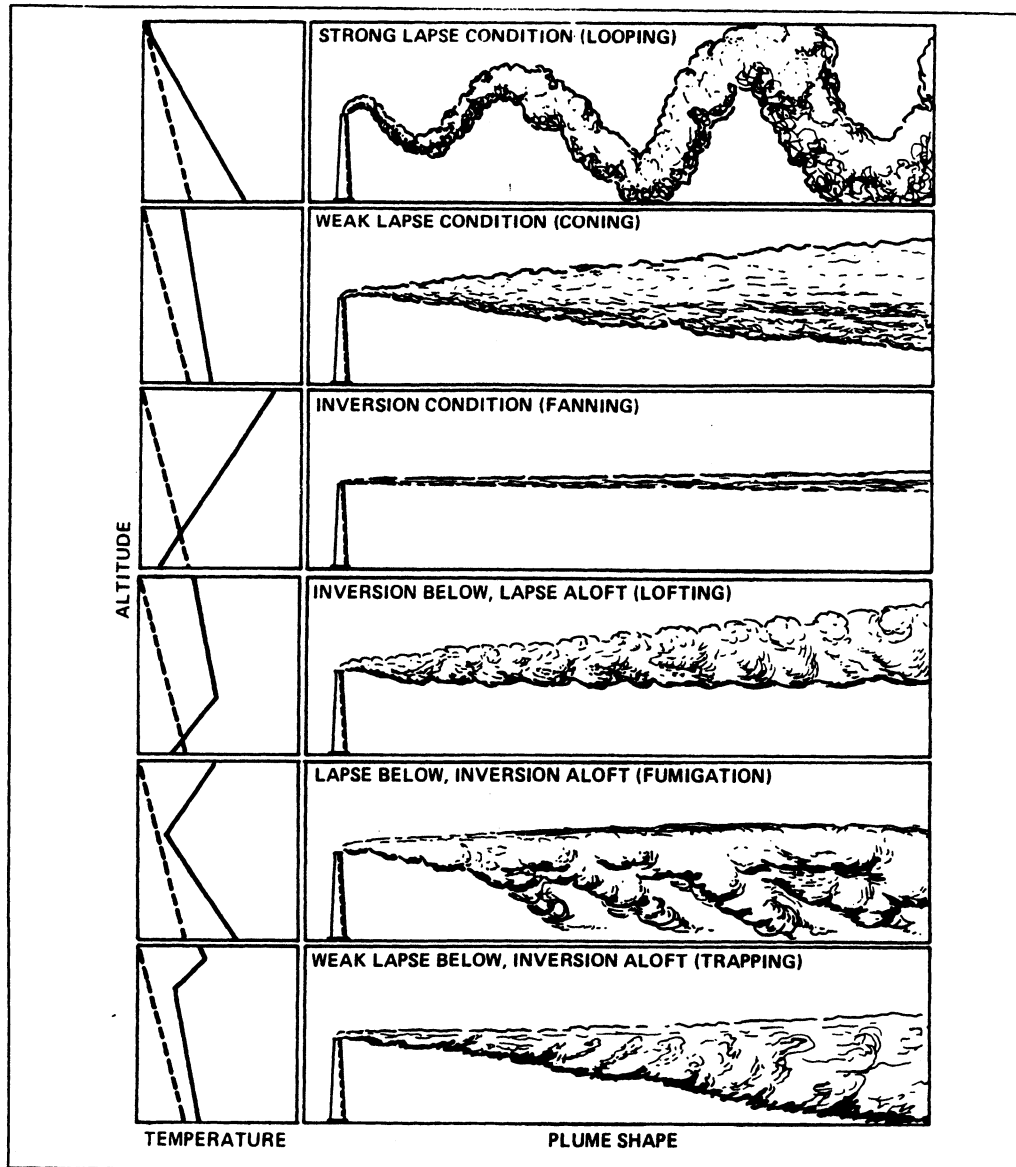 STRONG LAPSE CONDITION (LOOPING)
WEAK LAPSE CONDITION (CONING)
INVERSION CONDITION (FANNING)
INVERSION BELOW, LAPSE ALOFT (LOFTING)
LAPSE BELOW, INVERSION ALOFT (FUMIGATION)
WEAK LAPSE BELOW, INVERSION ALOFT (TRAPPING)
ALTITUDE
TEMPERATURE
PLUME SHAPE